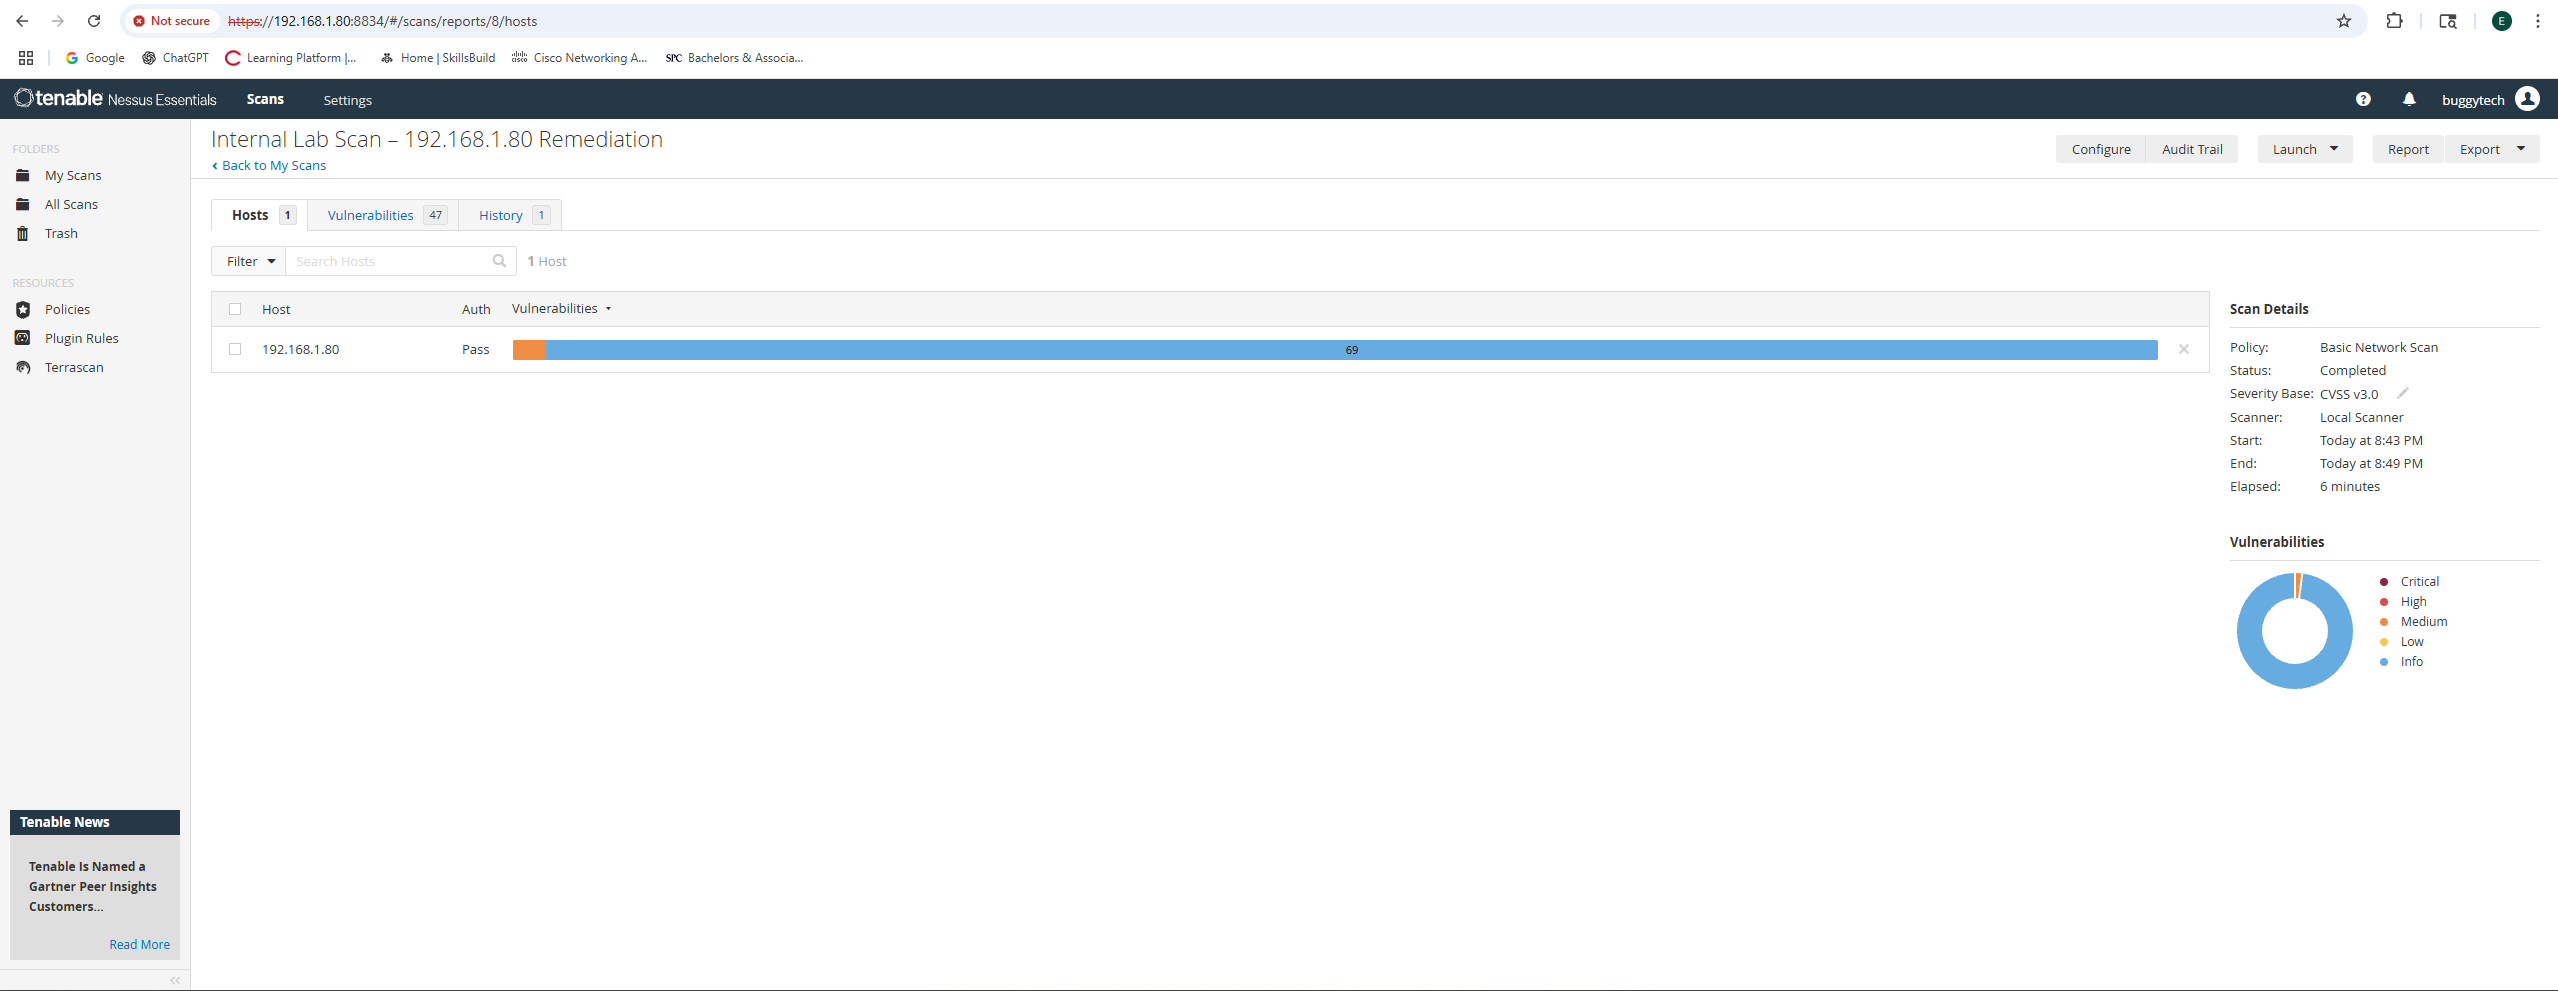 Not secure https://192.168.1.80:8834/#/scans/reports/8/hosts E
Google ChatGPT Learning Platform |... Home | SkillsBuild Cisco Networking A... SPC Bachelors & Associa...
tenable Nessus Essentials Scans Settings ? buggytech
FOLDERS
My Scans
All Scans
Trash
RESOURCES
Policies
Plugin Rules
Terrascan
Tenable News
Tenable Is Named a
Gartner Peer Insights
Customers...
Read More
Internal Lab Scan – 192.168.1.80 Remediation
Back to My Scans
Configure Audit Trail Launch Report Export
Hosts 1 Vulnerabilities 47 History 1
Filter Search Hosts 1 Host
Host Auth Vulnerabilities
192.168.1.80 Pass 69
Scan Details
Policy: Basic Network Scan
Status: Completed
Severity Base: CVSS v3.0
Scanner: Local Scanner
Start: Today at 8:43 PM
End: Today at 8:49 PM
Elapsed: 6 minutes
Vulnerabilities
Critical
High
Medium
Low
Info